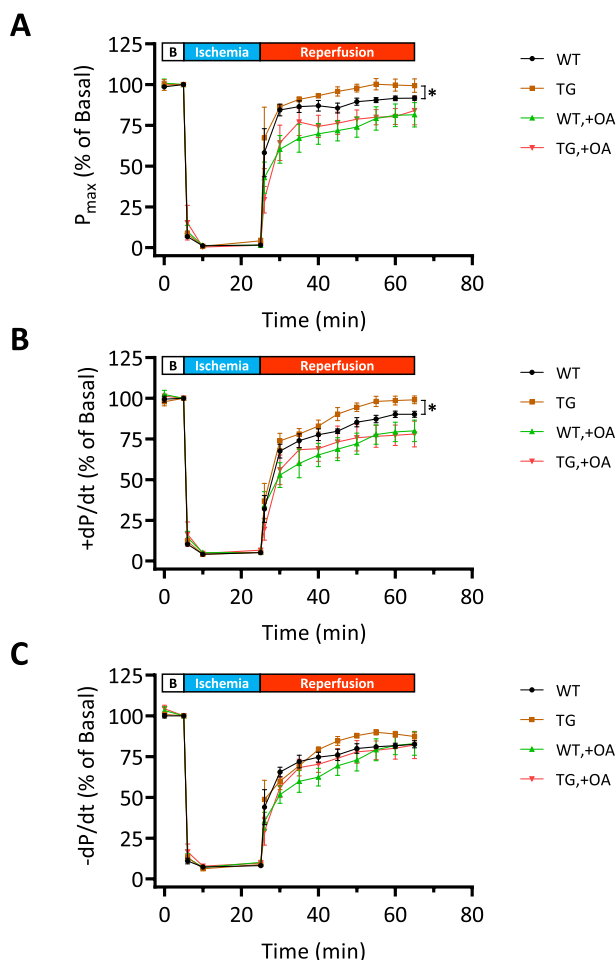 A
B Ischemia Reperfusion
125
100
75
50
25
0
Pmax (% of Basal)
0 20 40 60 80
Time (min)
*
WT
TG
WT,+OA
TG,+OA
B
B Ischemia Reperfusion
125
100
75
50
25
0
+dP/dt (% of Basal)
0 20 40 60 80
Time (min)
*
WT
TG
WT,+OA
TG,+OA
C
B Ischemia Reperfusion
125
100
75
50
25
0
-dP/dt (% of Basal)
0 20 40 60 80
Time (min)
WT
TG
WT,+OA
TG,+OA